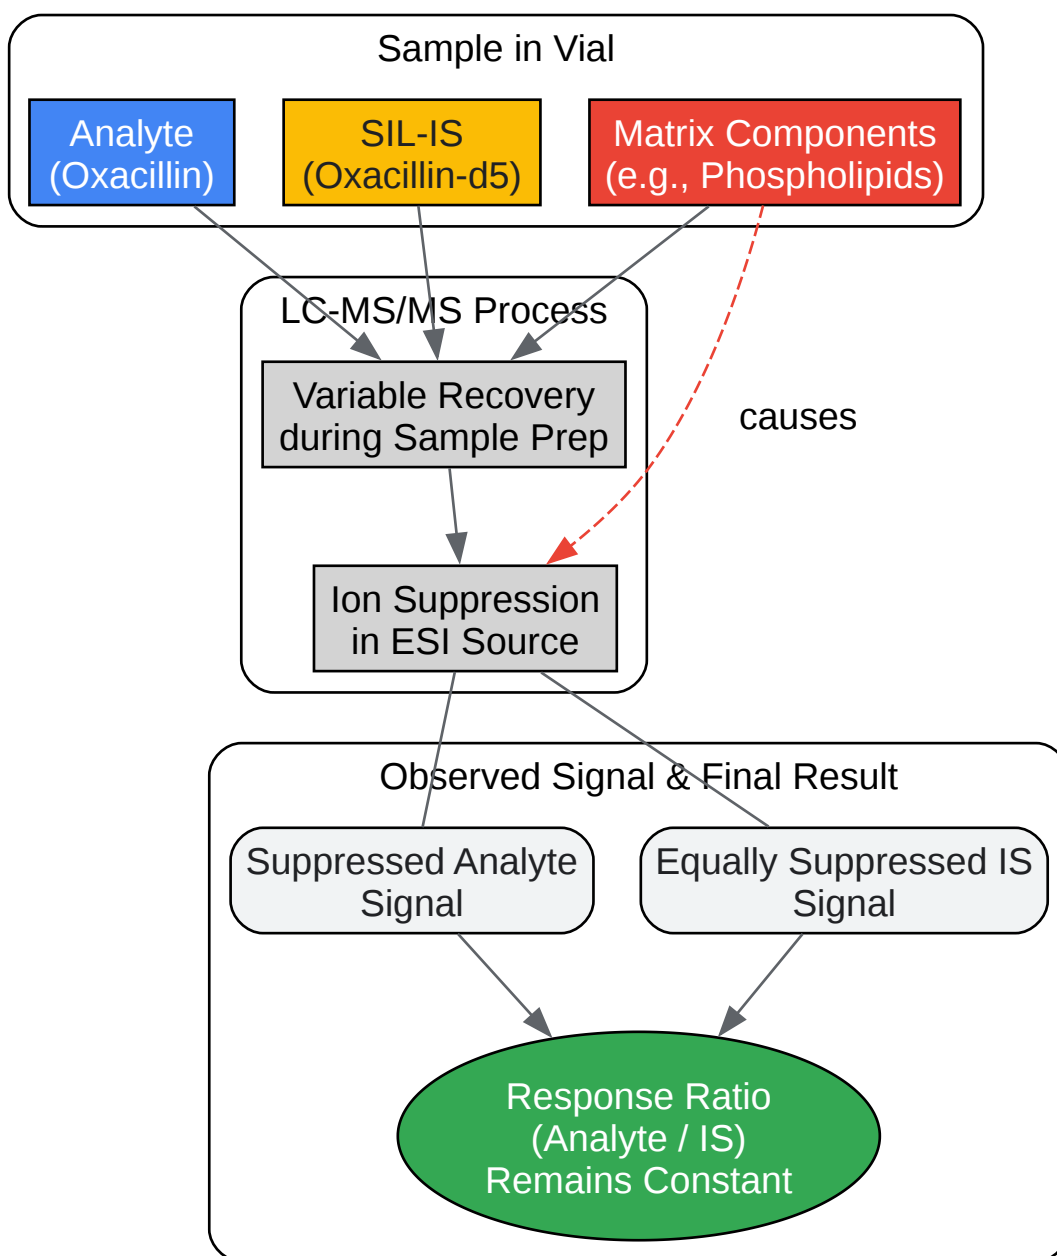 Sample in Vial
Analyte
(Oxacillin)
SIL-IS
(Oxacillin-d5)
Matrix Components
(e.g., Phospholipids)
LC-MS/MS Process
Variable Recovery
during Sample Prep
causes
Ion Suppression
in ESI Source
Observed Signal & Final Result
Suppressed Analyte
Signal
Equally Suppressed IS
Signal
Response Ratio
(Analyte / IS)
Remains Constant